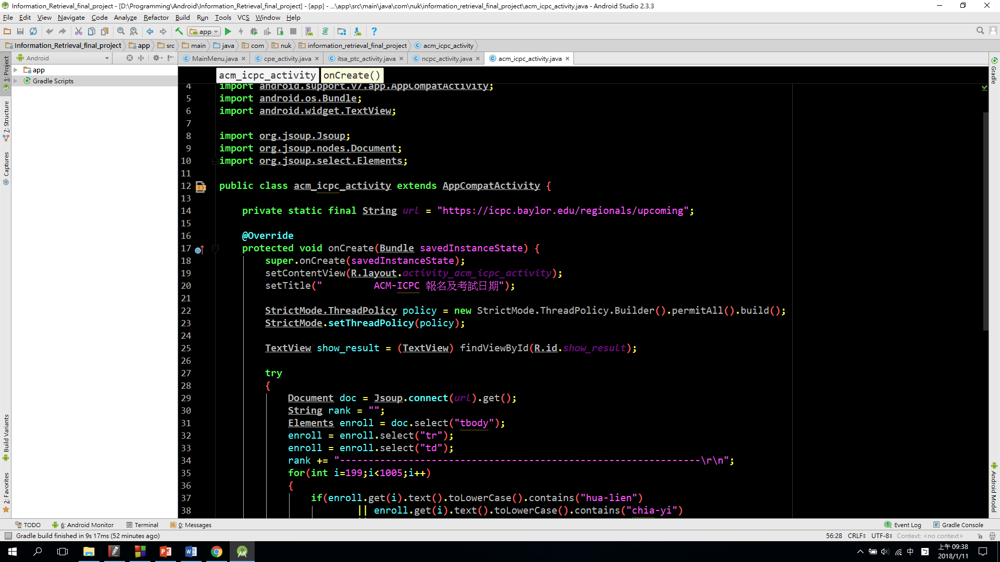 Information_Retrieval_final_project - [D:\Programming\Android\Information_Retrieval_final_project] - [app] - ...\app\src\main\java\com\nuk\information_retrieval_final_project\acm_icpc_activity.java - Android Studio 2.3.3
File Edit View Navigate Code Analyze Refactor Build Run Tools VCS Window Help
app
Information_Retrieval_final_project app src main java com nuk information_retrieval_final_project acm_icpc_activity
Android MainMenu.java cpe_activity.java itsa_ptc_activity.java ncpc_activity.java acm_icpc_activity.java
1: Project
7: Structure
Captures
Build Variants
2: Favorites
app
Gradle Scripts
acm_icpc_activity onCreate()
4 import android.support.v7.app.AppCompatActivity;
5 import android.os.Bundle;
6 import android.widget.TextView;
7
8 import org.jsoup.Jsoup;
9 import org.jsoup.nodes.Document;
10 import org.jsoup.select.Elements;
11
12 public class acm_icpc_activity extends AppCompatActivity {
13
14 private static final String url = "https://icpc.baylor.edu/regionals/upcoming";
15
16 @Override
17 protected void onCreate(Bundle savedInstanceState) {
18 super.onCreate(savedInstanceState);
19 setContentView(R.layout.activity_acm_icpc_activity);
20 setTitle("         ACM-ICPC 報名及考試日期");
21
22 StrictMode.ThreadPolicy policy = new StrictMode.ThreadPolicy.Builder().permitAll().build();
23 StrictMode.setThreadPolicy(policy);
24
25 TextView show_result = (TextView) findViewById(R.id.show_result);
26
27 try
28 {
29 Document doc = Jsoup.connect(url).get();
30 String rank = "";
31 Elements enroll = doc.select("tbody");
32 enroll = enroll.select("tr");
33 enroll = enroll.select("td");
34 rank += "---------------------------------------------------------------\r\n";
35 for(int i=199;i<1005;i++)
36 {
37 if(enroll.get(i).text().toLowerCase().contains("hua-lien")
38 || enroll.get(i).text().toLowerCase().contains("chia-yi")
Gradle
Android Model
TODO 6: Android Monitor Terminal 0: Messages 1 Event Log Gradle Console
Gradle build finished in 9s 17ms (52 minutes ago) 56:28 CRLF UTF-8 Context: <no context>
中 上午 09:38
2018/1/11